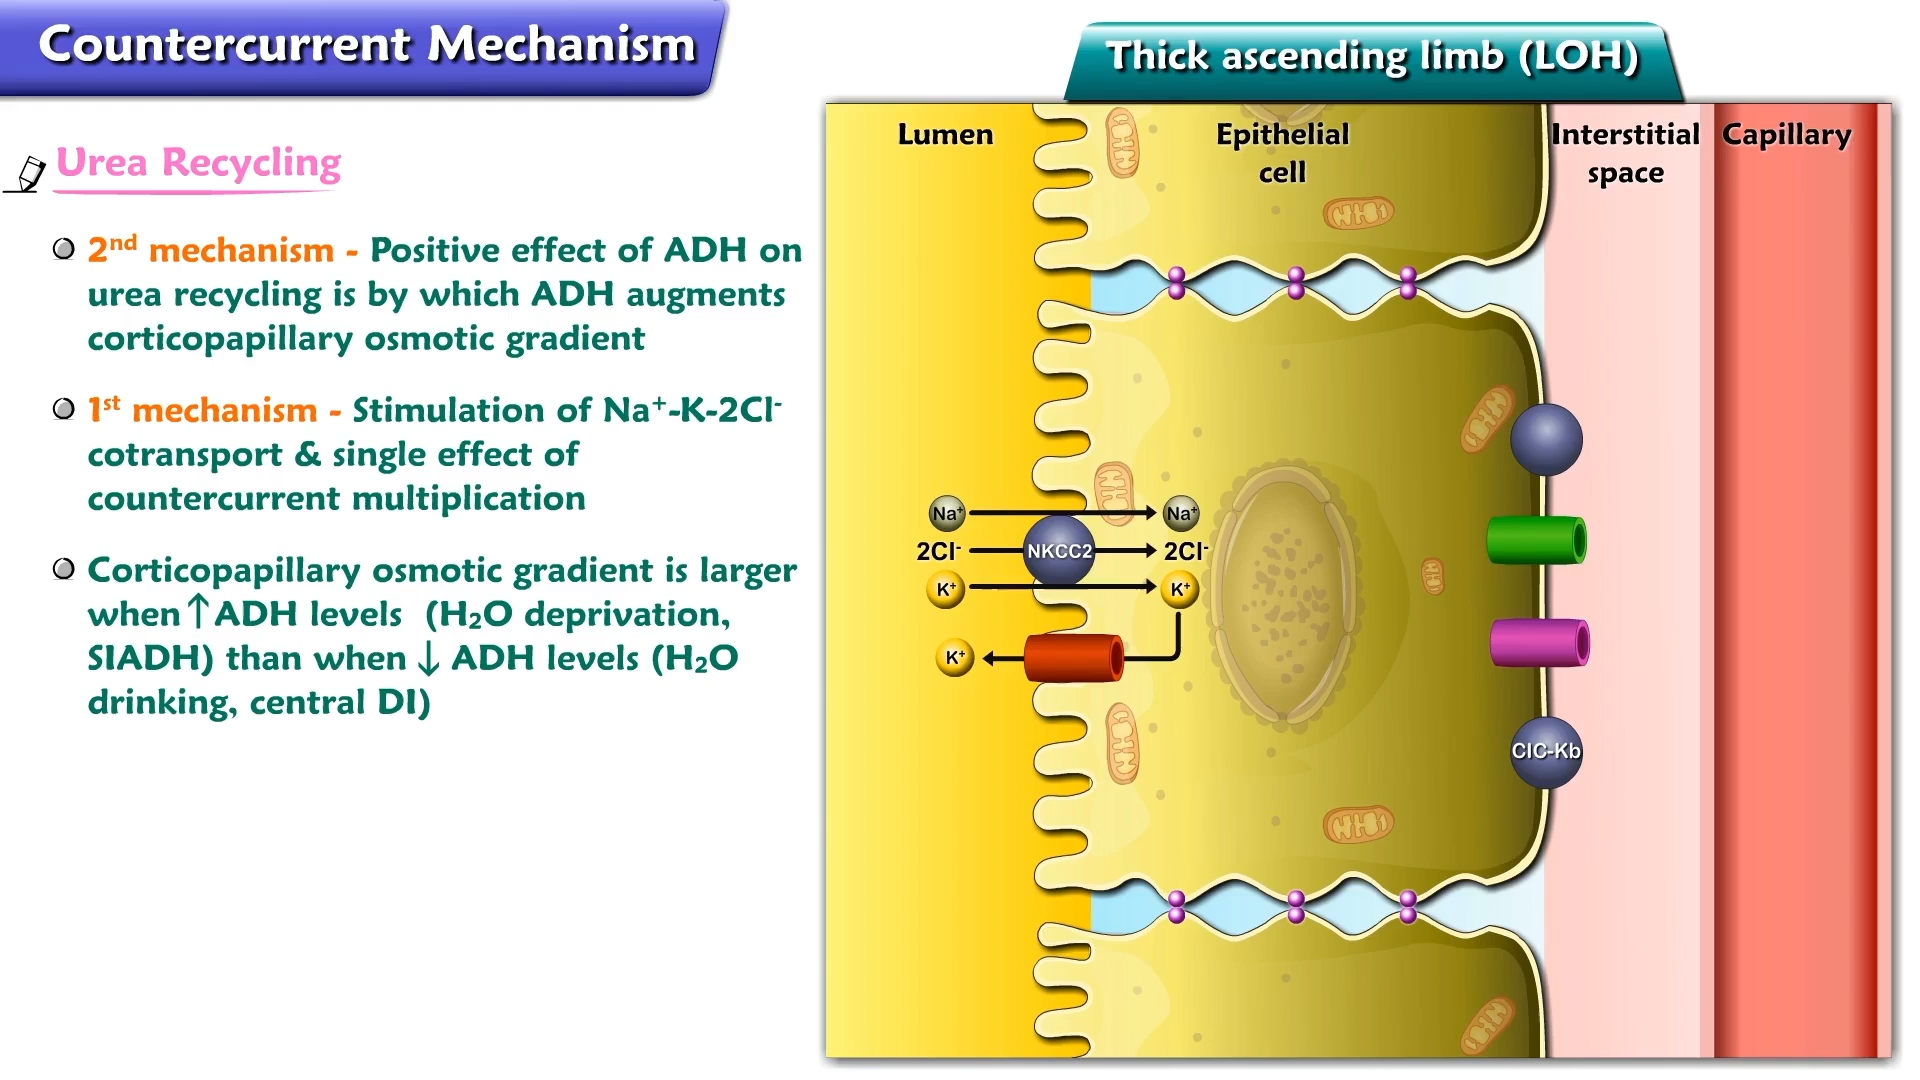 Countercurrent Mechanism
Urea Recycling
2nd mechanism - Positive effect of ADH on
urea recycling is by which ADH augments
corticopapillary osmotic gradient
1st mechanism - Stimulation of Na⁺-K-2Cl⁻
cotransport & single effect of
countercurrent multiplication
Corticopapillary osmotic gradient is larger
when ↑ ADH levels (H₂O deprivation,
SIADH) than when ↓ ADH levels (H₂O
drinking, central DI)
Thick ascending limb (LOH)
Lumen
Epithelial
cell
Interstitial
space
Capillary
Na⁺
Na⁺
2Cl⁻
NKCC2
2Cl⁻
K⁺
K⁺
K⁺
ClC-Kb